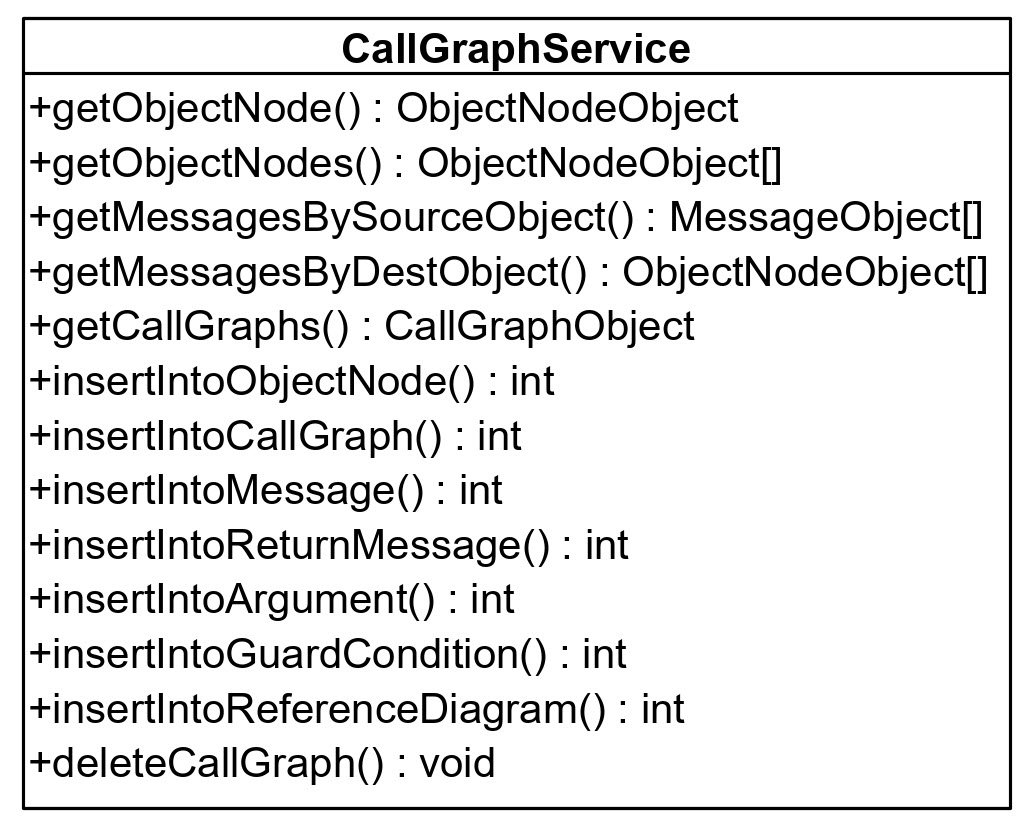 CallGraphService
+getObjectNode() : ObjectNodeObject
+getObjectNodes() : ObjectNodeObject[]
+getMessagesBySourceObject() : MessageObject[]
+getMessagesByDestObject() : ObjectNodeObject[]
+getCallGraphs() : CallGraphObject
+insertIntoObjectNode() : int
+insertIntoCallGraph() : int
+insertIntoMessage() : int
+insertIntoReturnMessage() : int
+insertIntoArgument() : int
+insertIntoGuardCondition() : int
+insertIntoReferenceDiagram() : int
+deleteCallGraph() : void